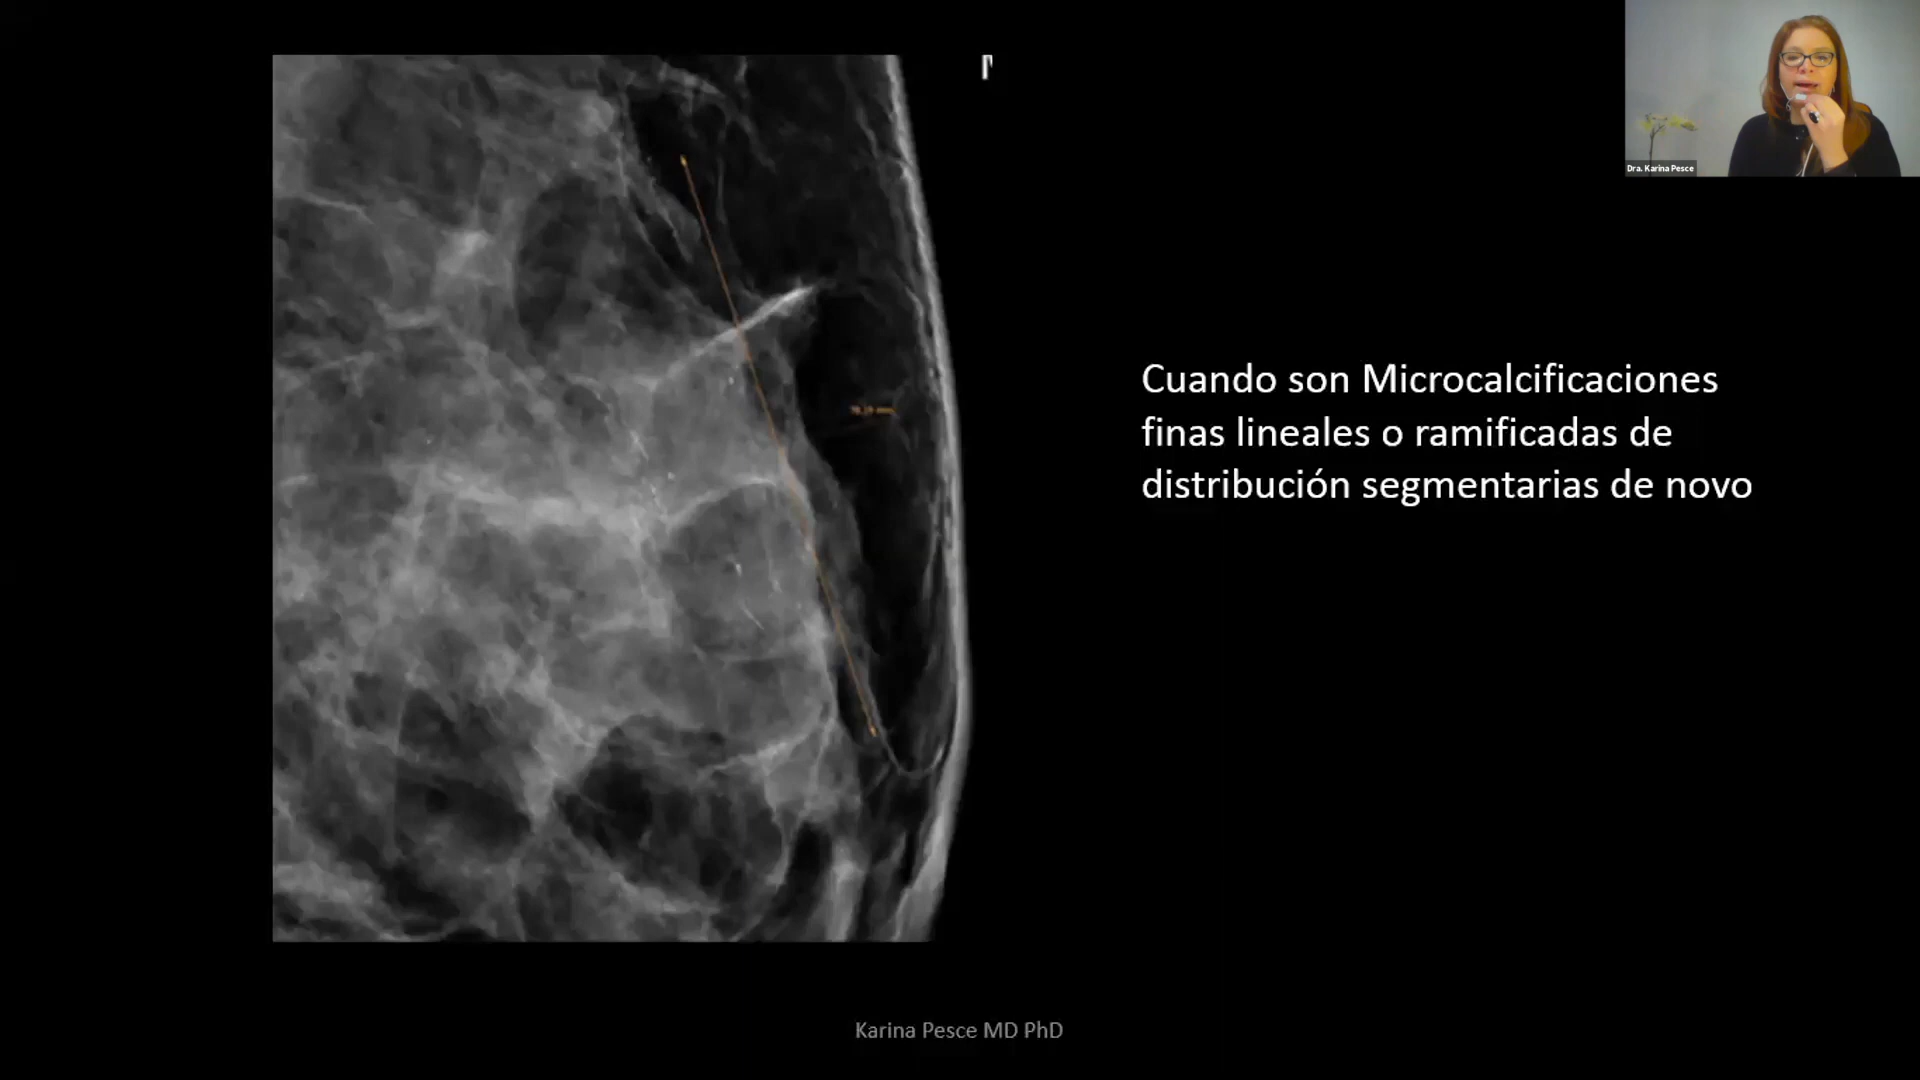 Dra. Karina Pesce
Cuando son Microcalcificaciones
finas lineales o ramificadas de
distribución segmentarias de novo
Karina Pesce MD PhD